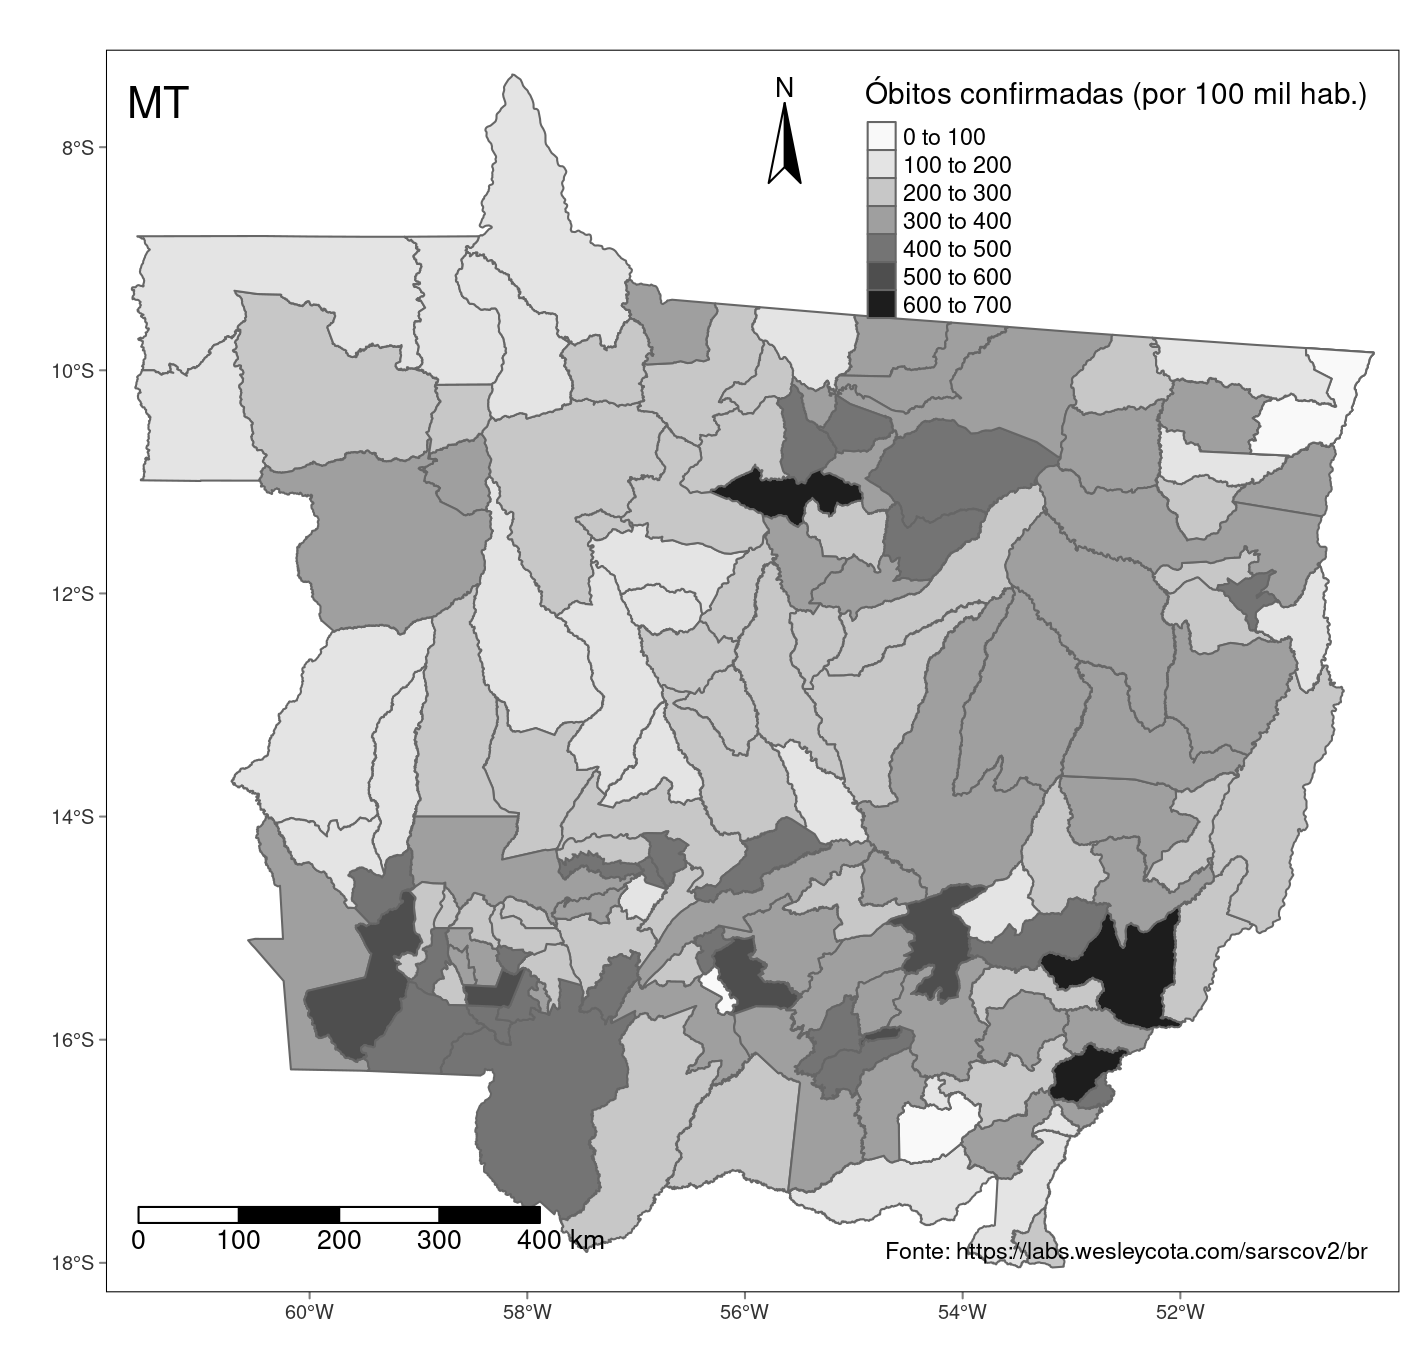 MT
N
Óbitos confirmadas (por 100 mil hab.)
0 to 100
100 to 200
200 to 300
300 to 400
400 to 500
500 to 600
600 to 700
8°S
10°S
12°S
14°S
16°S
18°S
0 100 200 300 400 km
Fonte: https://labs.wesleycota.com/sarscov2/br
60°W 58°W 56°W 54°W 52°W